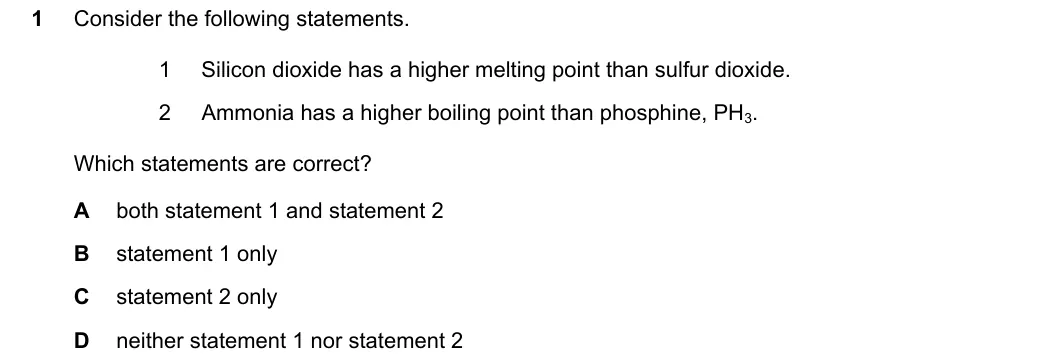 1 Consider the following statements.
1 Silicon dioxide has a higher melting point than sulfur dioxide.
2 Ammonia has a higher boiling point than phosphine, PH₃.
Which statements are correct?
A both statement 1 and statement 2
B statement 1 only
C statement 2 only
D neither statement 1 nor statement 2